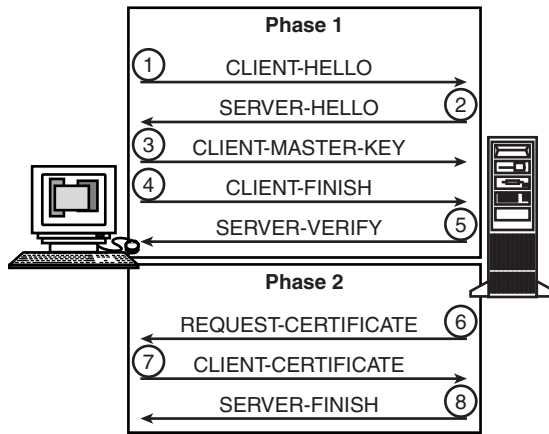 Phase 1
1 CLIENT-HELLO
SERVER-HELLO 2
3 CLIENT-MASTER-KEY
4 CLIENT-FINISH
SERVER-VERIFY 5
Phase 2
REQUEST-CERTIFICATE 6
7 CLIENT-CERTIFICATE
SERVER-FINISH 8